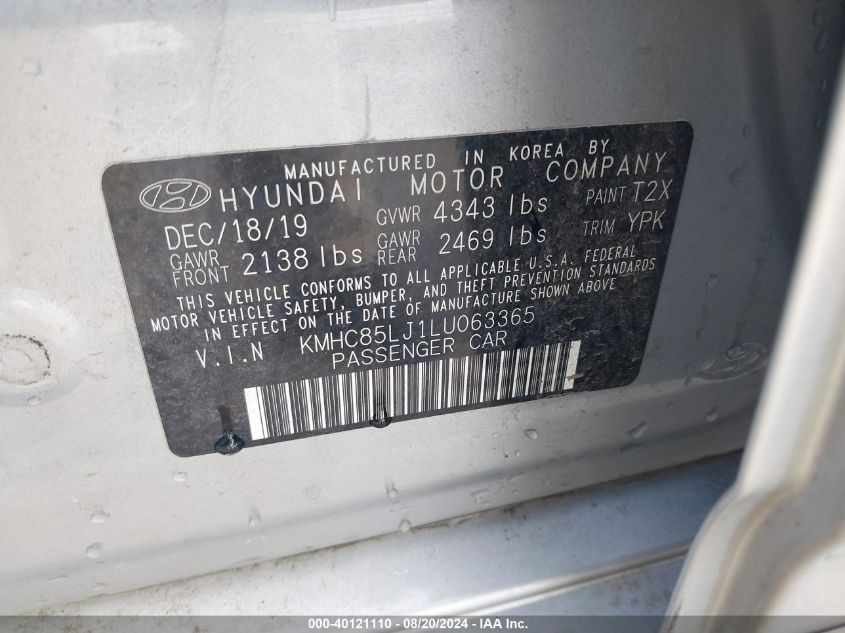 MANUFACTURED IN KOREA BY
HYUNDAI MOTOR COMPANY
DEC/18/19 GVWR 4343 lbs PAINT T2X
GAWR FRONT 2138 lbs GAWR REAR 2469 lbs TRIM YPK
THIS VEHICLE CONFORMS TO ALL APPLICABLE U.S.A. FEDERAL
MOTOR VEHICLE SAFETY, BUMPER, AND THEFT PREVENTION STANDARDS
IN EFFECT ON THE DATE OF MANUFACTURE SHOWN ABOVE
V.I.N KMHC85LJ1LU063365
PASSENGER CAR
000-40121110 - 08/20/2024 - IAA, Inc.